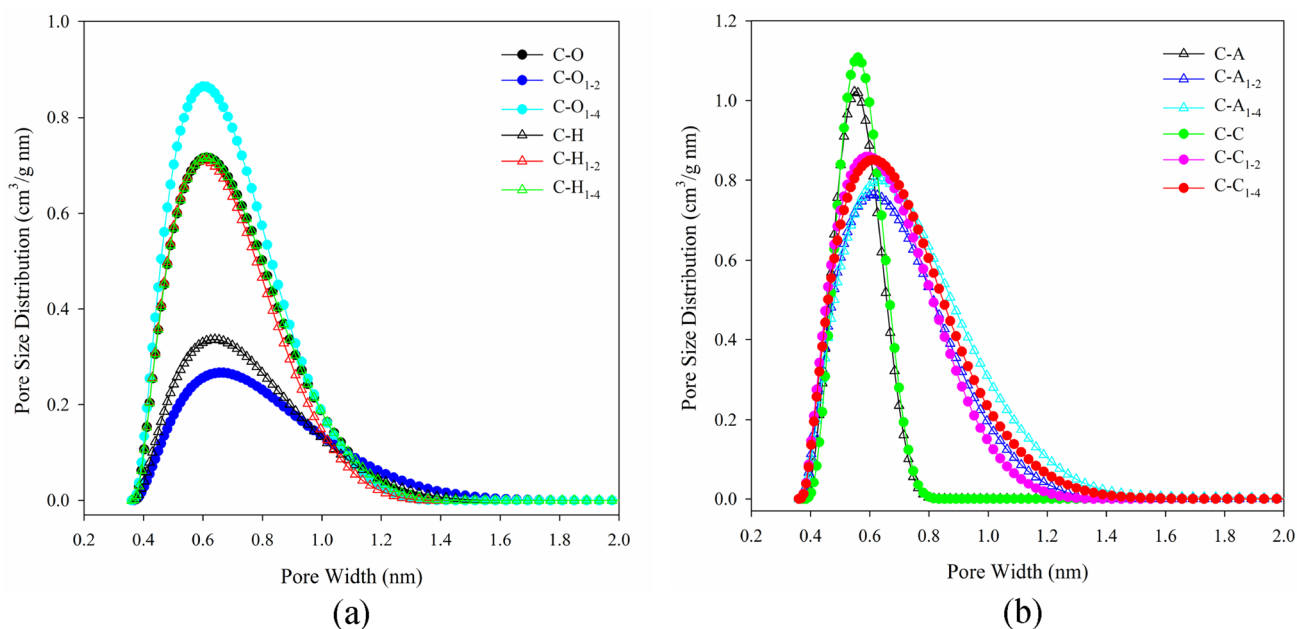 1.0
0.8
0.6
0.4
0.2
0.0
Pore Size Distribution (cm³/g nm)
C-O
C-O₁₋₂
C-O₁₋₄
C-H
C-H₁₋₂
C-H₁₋₄
0.2 0.4 0.6 0.8 1.0 1.2 1.4 1.6 1.8 2.0
Pore Width (nm)
(a)
1.2
1.0
0.8
0.6
0.4
0.2
0.0
Pore Size Distribution (cm³/g nm)
C-A
C-A₁₋₂
C-A₁₋₄
C-C
C-C₁₋₂
C-C₁₋₄
0.2 0.4 0.6 0.8 1.0 1.2 1.4 1.6 1.8 2.0
Pore Width (nm)
(b)